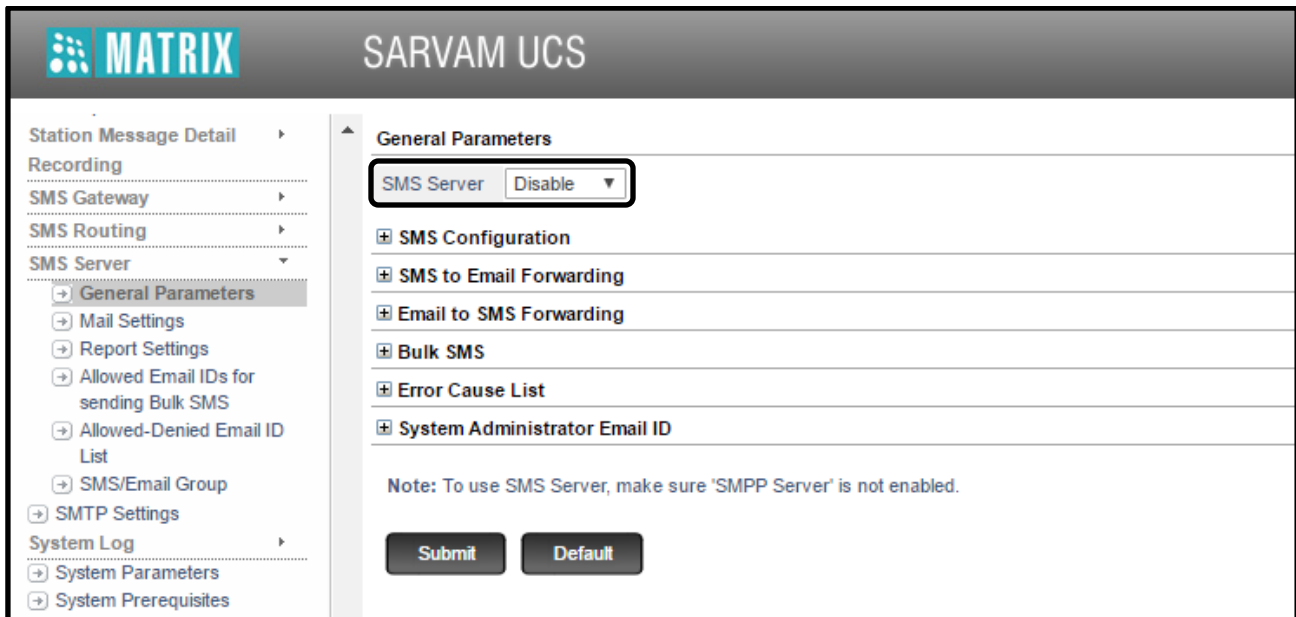 MATRIX
SARVAM UCS
Station Message Detail
Recording
SMS Gateway
SMS Routing
SMS Server
General Parameters
Mail Settings
Report Settings
Allowed Email IDs for
sending Bulk SMS
Allowed-Denied Email ID
List
SMS/Email Group
SMTP Settings
System Log
System Parameters
System Prerequisites
General Parameters
SMS Server Disable
SMS Configuration
SMS to Email Forwarding
Email to SMS Forwarding
Bulk SMS
Error Cause List
System Administrator Email ID
Note: To use SMS Server, make sure 'SMPP Server' is not enabled.
Submit Default